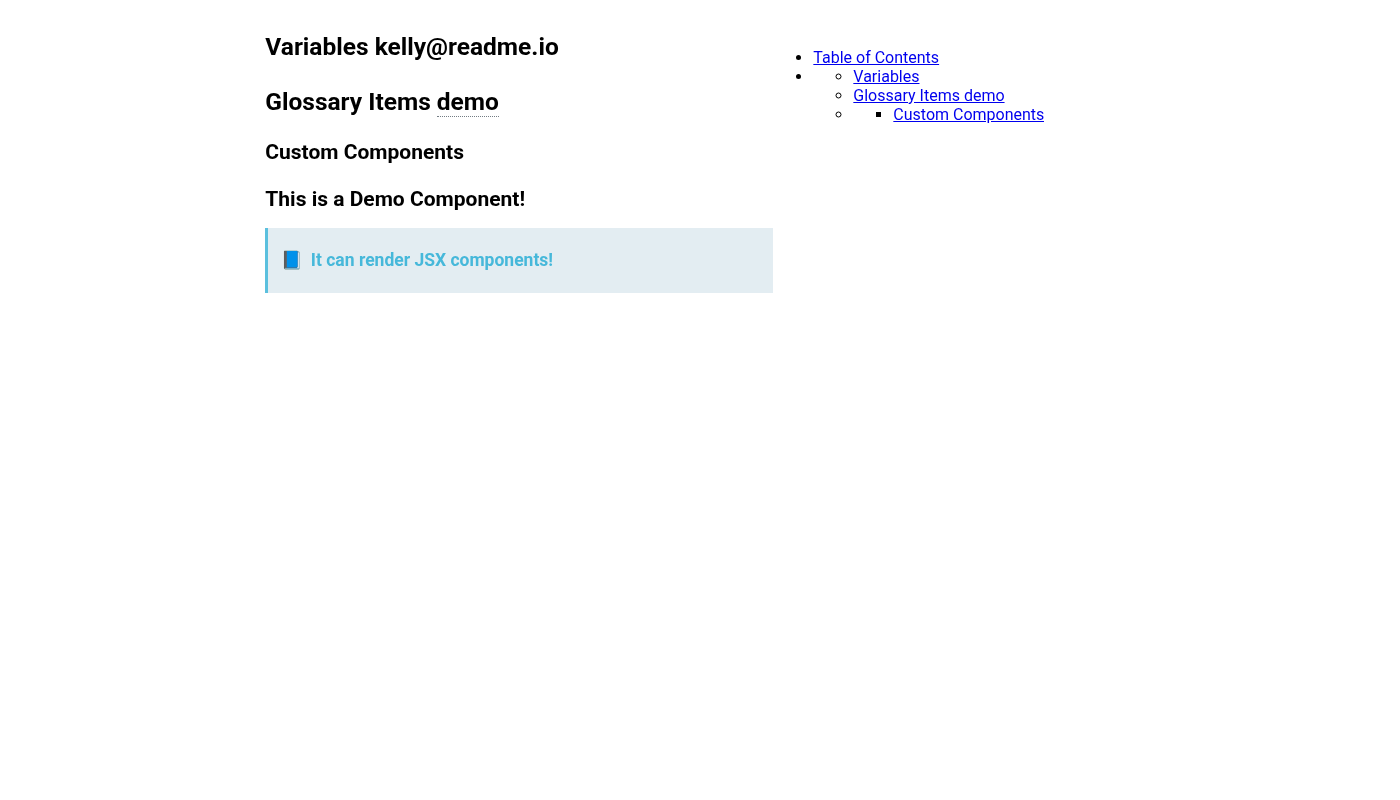 Variables kelly@readme.io
Glossary Items demo
Custom Components
This is a Demo Component!
📘 It can render JSX components!
Table of Contents
Variables
Glossary Items demo
Custom Components